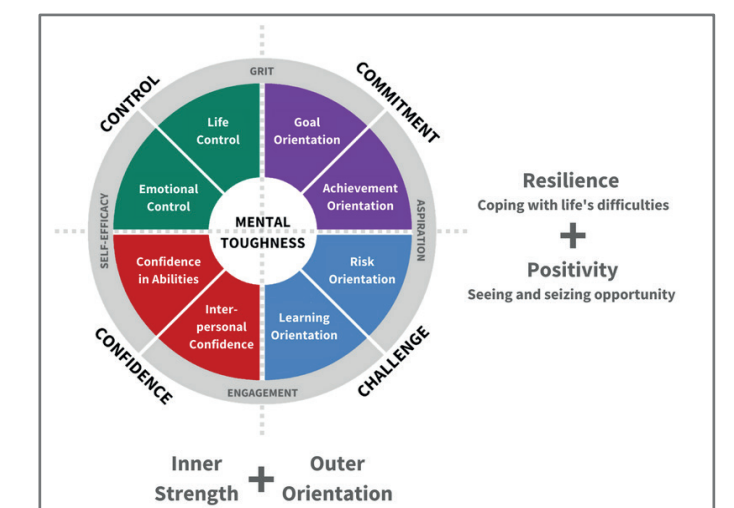 GRIT
CONTROL
COMMITMENT
Life
Control
Goal
Orientation
Emotional
Control
Achievement
Orientation
SELF-EFFICACY
ASPIRATION
MENTAL
TOUGHNESS
Confidence
in Abilities
Risk
Orientation
Inter-
personal
Confidence
Learning
Orientation
CONFIDENCE
CHALLENGE
ENGAGEMENT
Resilience
Coping with life's difficulties
+
Positivity
Seeing and seizing opportunity
Inner
Strength
+
Outer
Orientation